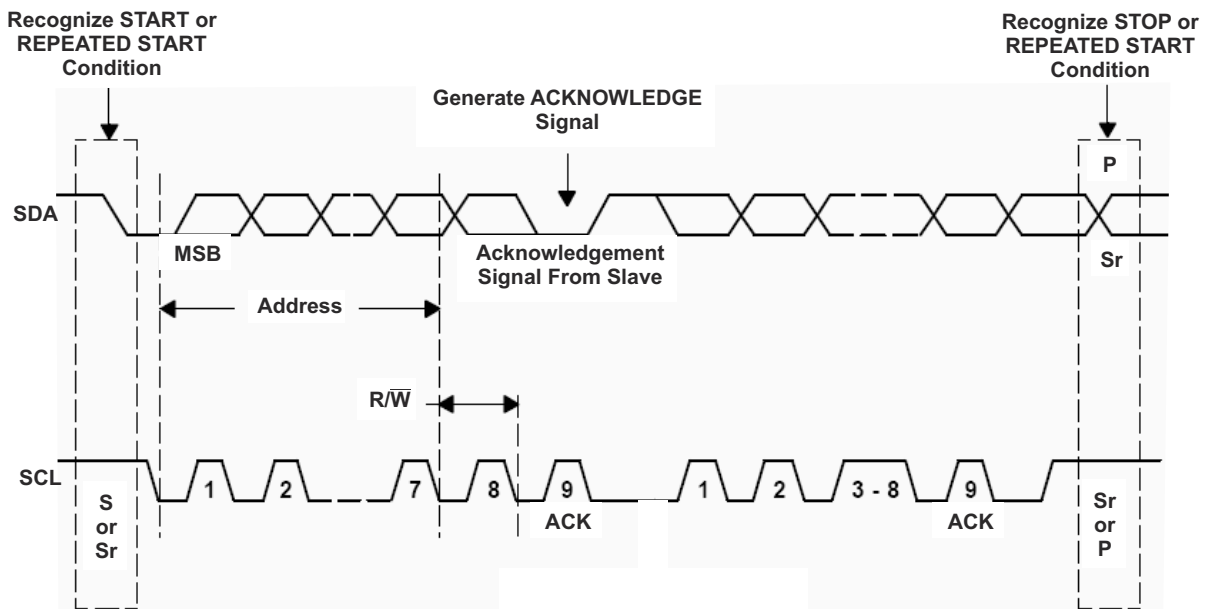 Recognize START or
REPEATED START
Condition
Recognize STOP or
REPEATED START
Condition
Generate ACKNOWLEDGE
Signal
P
SDA
MSB
Acknowledgement
Signal From Slave
Sr
Address
R/W̅
SCL
1
2
7
8
9
1
2
3 - 8
9
ACK
ACK
S
or
Sr
Sr
or
P